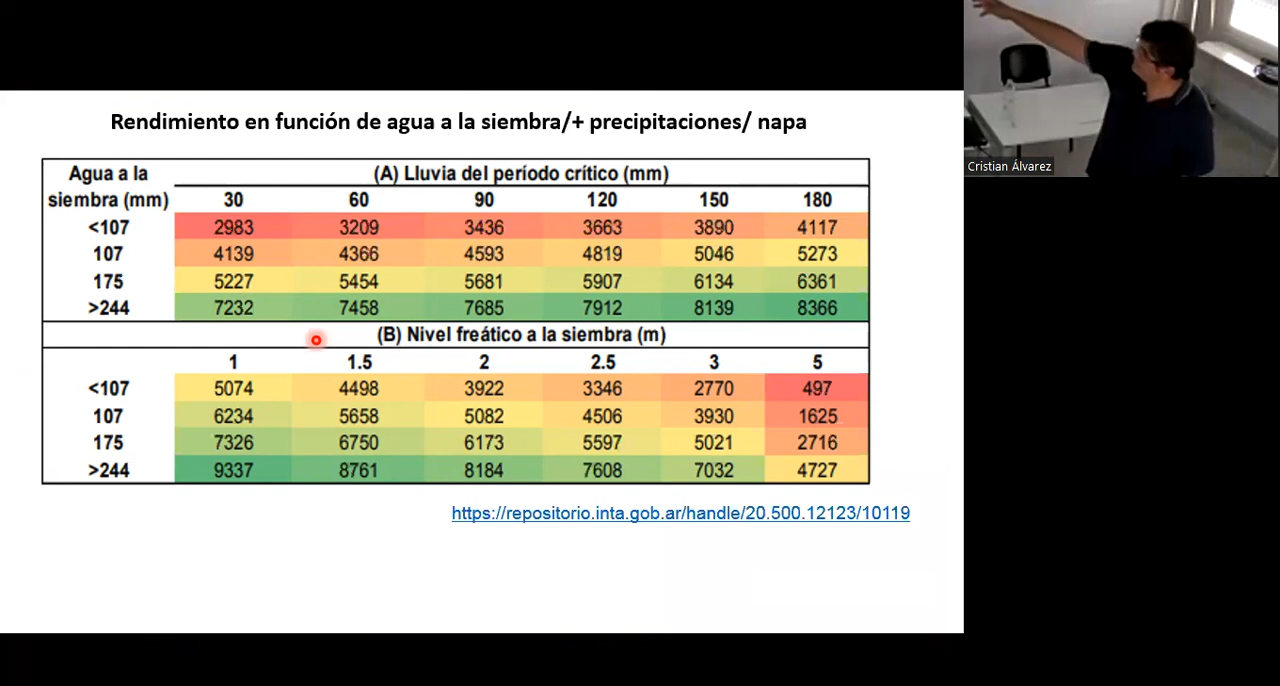 Rendimiento en función de agua a la siembra/+ precipitaciones/ napa
Cristian Álvarez
Agua a la siembra (mm) (A) Lluvia del período crítico (mm)
30 60 90 120 150 180
<107 2983 3209 3436 3663 3890 4117
107 4139 4366 4593 4819 5046 5273
175 5227 5454 5681 5907 6134 6361
>244 7232 7458 7685 7912 8139 8366
(B) Nivel freático a la siembra (m)
1 1.5 2 2.5 3 5
<107 5074 4498 3922 3346 2770 497
107 6234 5658 5082 4506 3930 1625
175 7326 6750 6173 5597 5021 2716
>244 9337 8761 8184 7608 7032 4727
https://repositorio.inta.gob.ar/handle/20.500.12123/10119